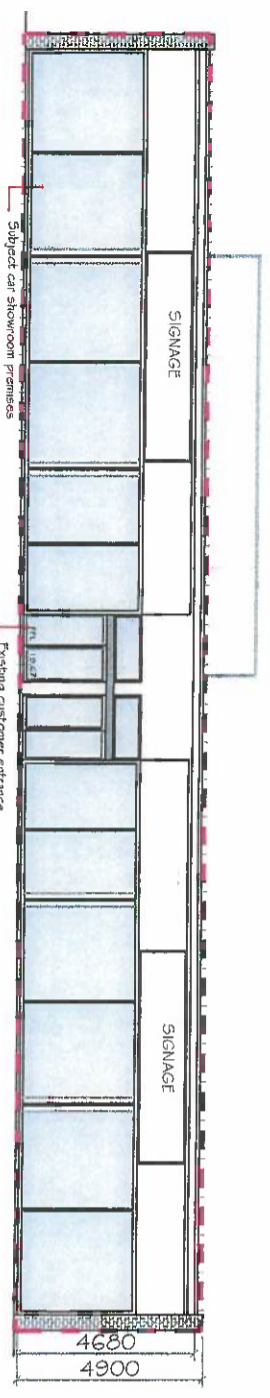 SIGNAGE
SIGNAGE
Subject car showroom premises
Existing customer entrance
4680
4900